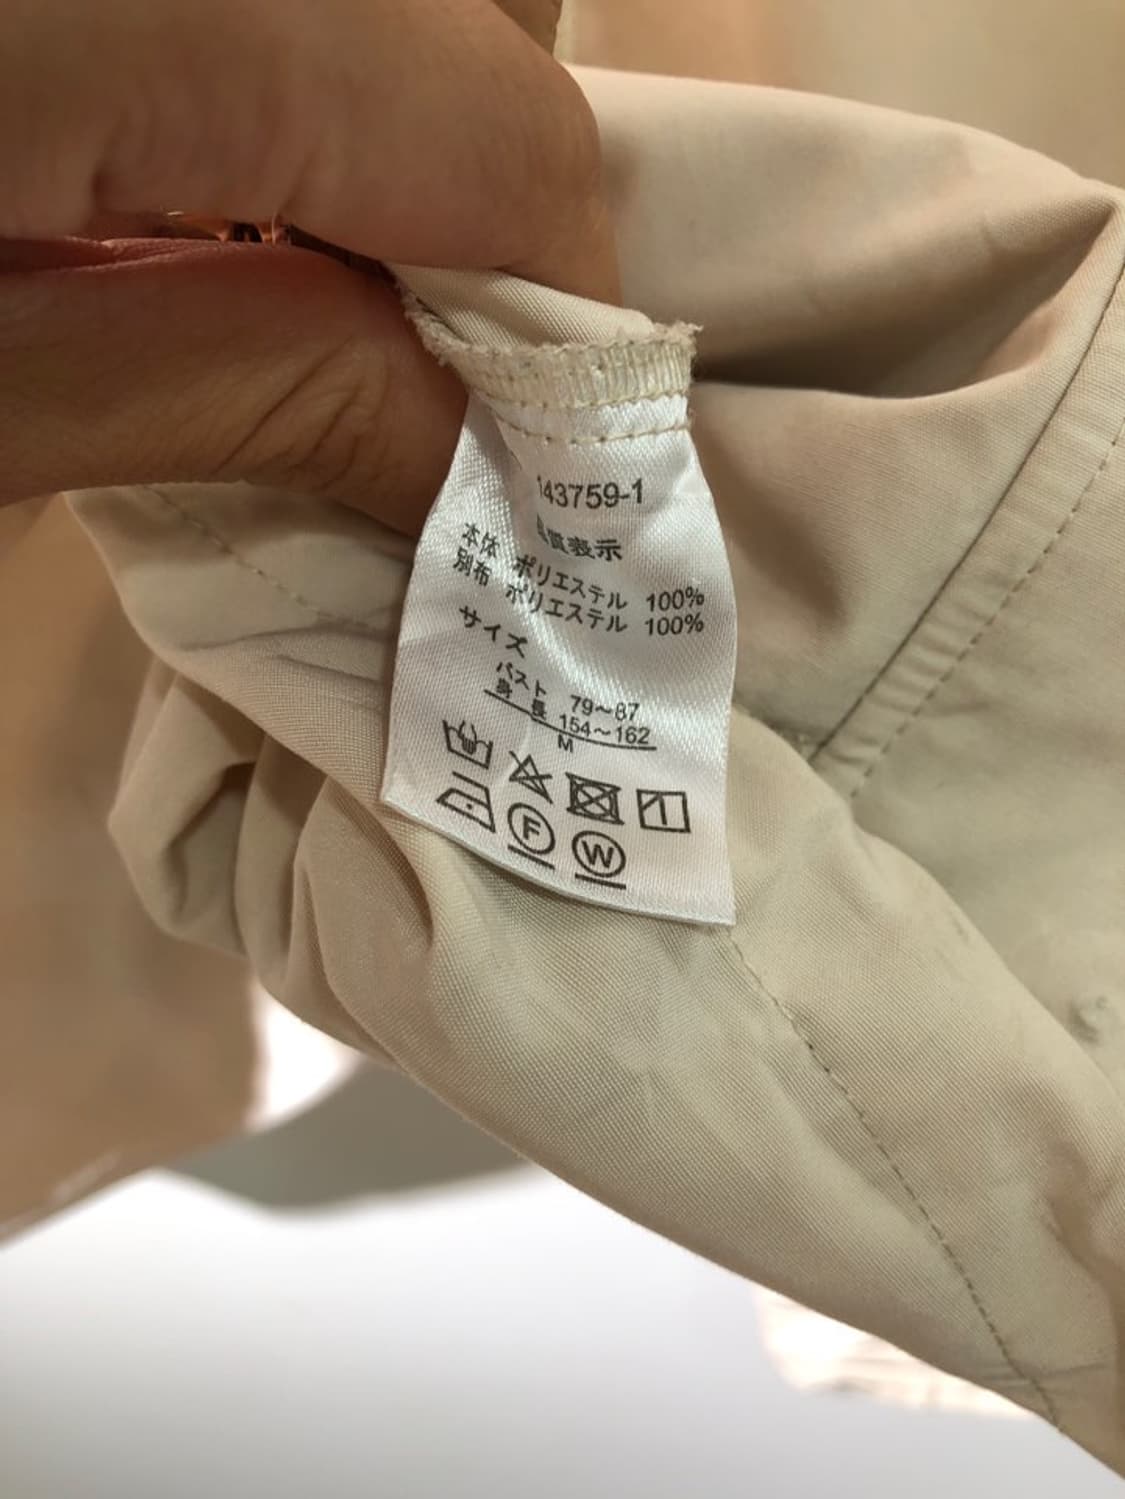 143759-1
品質表示
本体 ポリエステル 100%
別布 ポリエステル 100%
サイズ
バスト 79～87
身長 154～162
M
F
W